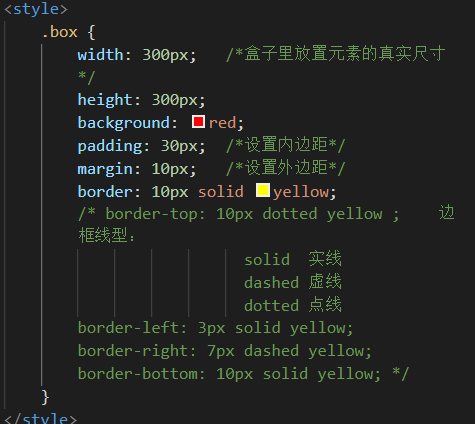 <style>
.box {
width: 300px;   /*盒子里放置元素的真实尺寸
*/
height: 300px;
background: red;
padding: 30px;  /*设置内边距*/
margin: 10px;   /*设置外边距*/
border: 10px solid yellow;
/* border-top: 10px dotted yellow ;    边
框线型：
solid  实线
dashed 虚线
dotted 点线
border-left: 3px solid yellow;
border-right: 7px dashed yellow;
border-bottom: 10px solid yellow; */
}
</style>